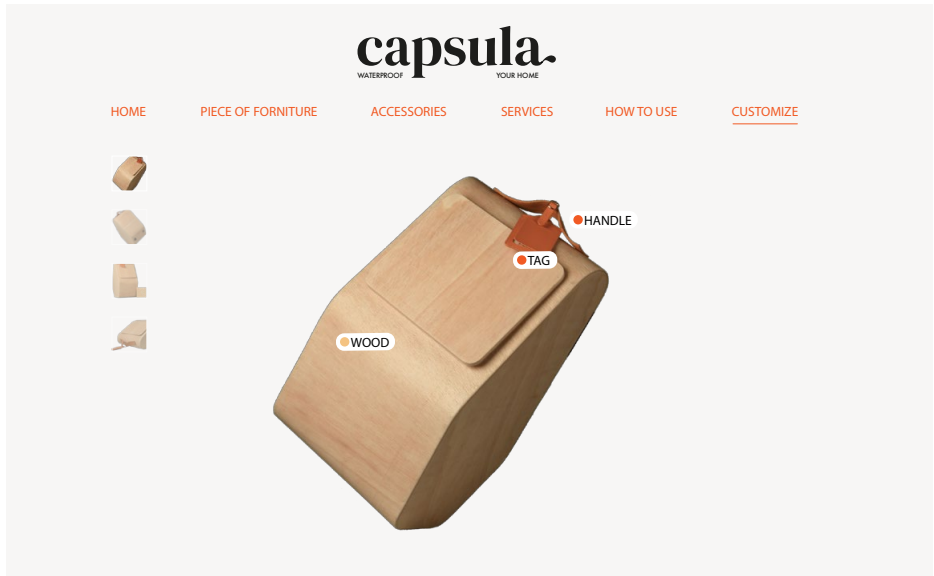 capsula.
WATERPROOF YOUR HOME
HOME PIECE OF FORNITURE ACCESSORIES SERVICES HOW TO USE CUSTOMIZE
HANDLE
TAG
WOOD